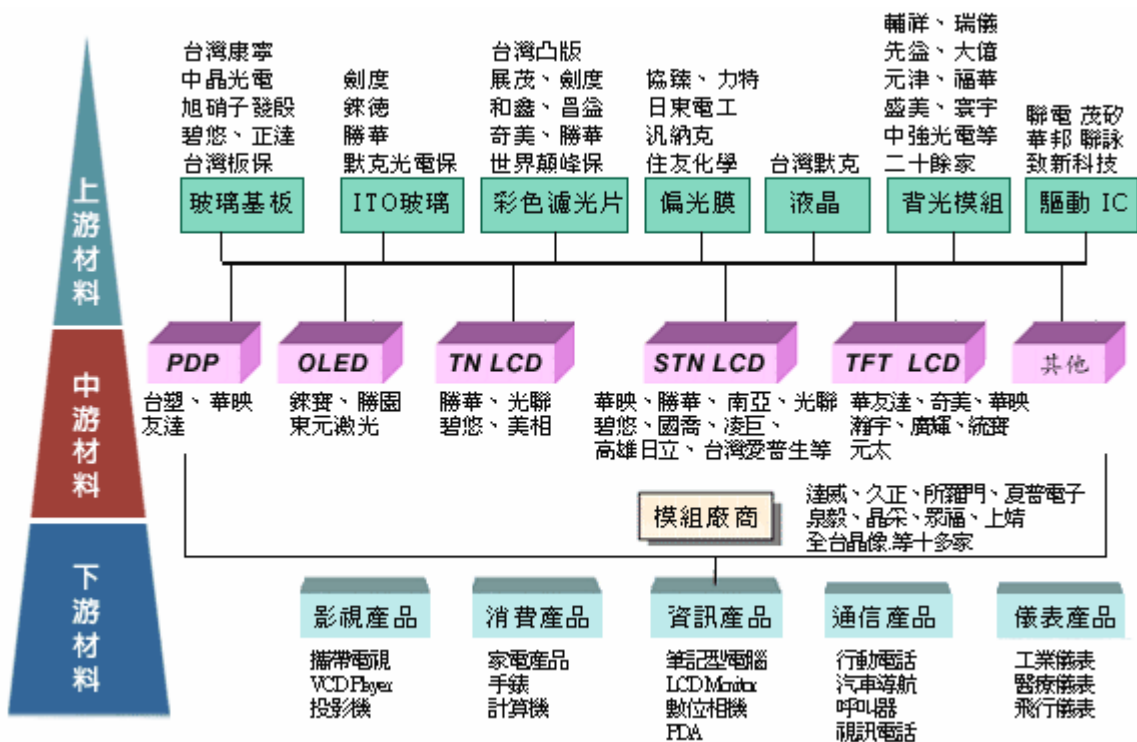 上游材料
台灣康寧
中晶光電
旭硝子發殷
碧悠、正達
台灣板保
玻璃基板
劍度
錸德
勝華
默克光電保
ITO玻璃
台灣凸版
展茂、劍度
和鑫、昌益
奇美、勝華
世界巔峰保
彩色濾光片
協臻、力特
日東電工
汎納克
住友化學
偏光膜
台灣默克
液晶
輔祥、瑞儀
先益、大億
元津、福華
盛美、寰宇
中強光電等
二十餘家
背光模組
聯電 茂矽
華邦 聯詠
致新科技
驅動 IC
中游材料
PDP
台塑、華映
友達
OLED
錸寶、勝園
東元激光
TN LCD
勝華、光聯
碧悠、美相
STN LCD
華映、勝華、南亞、光聯
碧悠、國喬、凌巨、
高雄日立、台灣愛普生等
TFT LCD
華友達、奇美、華映
瀚宇、廣輝、統寶
元太
其他
模組廠商
達威、久正、所羅門、夏普電子
泉毅、晶采、眾福、上靖
全台晶像.等十多家
下游材料
影視產品
攜帶電視
VCD Player
投影機
消費產品
家電產品
手錶
計算機
資訊產品
筆記型電腦
LCD Monitor
數位相機
PDA
通信產品
行動電話
汽車導航
呼叫器
視訊電話
儀表產品
工業儀表
醫療儀表
飛行儀表